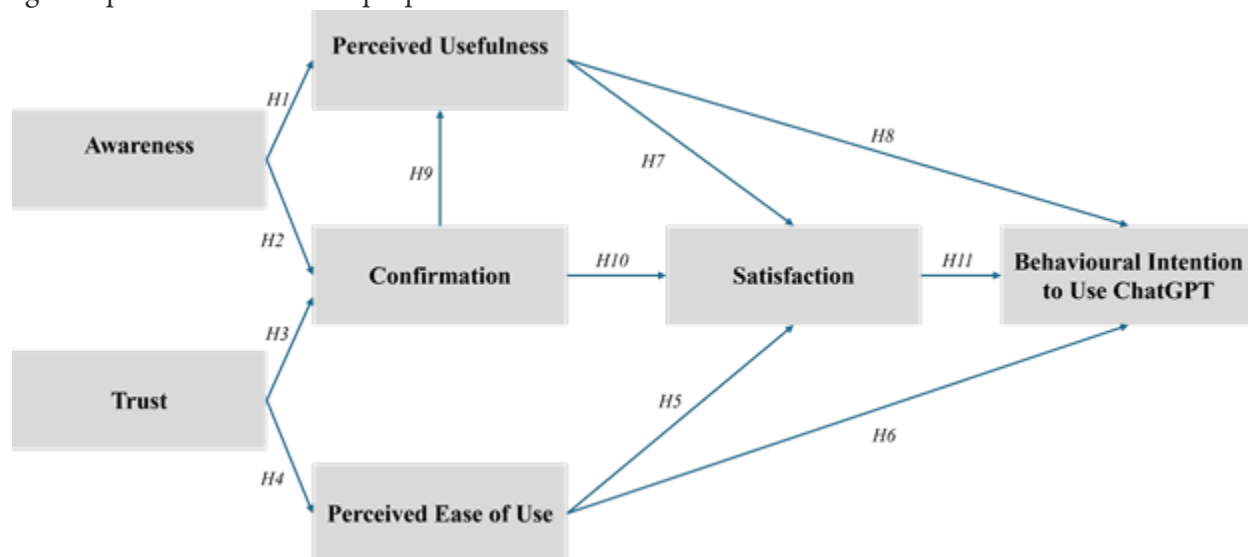 Perceived Usefulness
H1
Awareness
H8
H7
H9
H2
Confirmation
H10
Satisfaction
H11
Behavioural Intention
to Use ChatGPT
H3
Trust
H5
H6
H4
Perceived Ease of Use